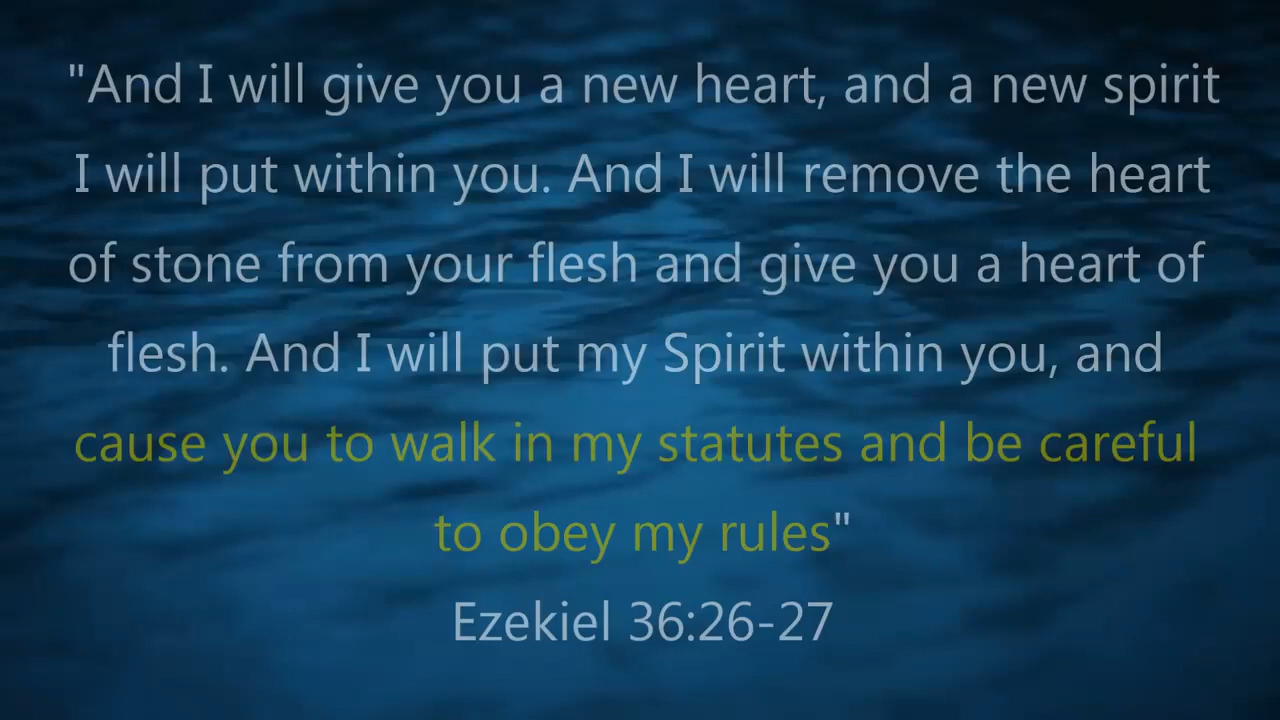 "And I will give you a new heart, and a new spirit
I will put within you. And I will remove the heart
of stone from your flesh and give you a heart of
flesh. And I will put my Spirit within you, and
cause you to walk in my statutes and be careful
to obey my rules"
Ezekiel 36:26-27